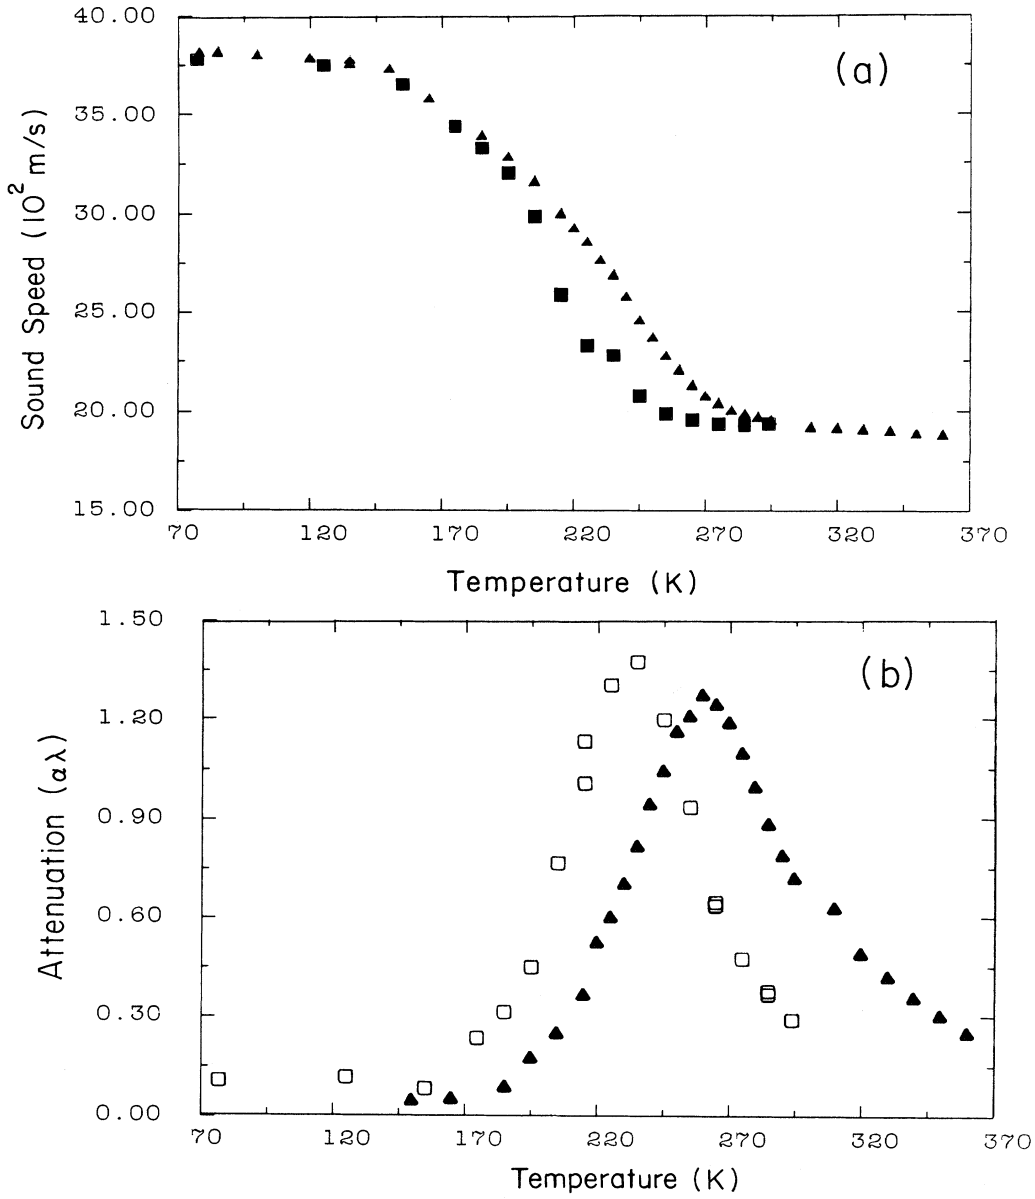 40.00
35.00
30.00
25.00
20.00
15.00
Sound Speed (10² m/s)
(a)
70 120 170 220 270 320 370
Temperature (K)
1.50
1.20
0.90
0.60
0.30
0.00
Attenuation (αλ)
(b)
70 120 170 220 270 320 370
Temperature (K)